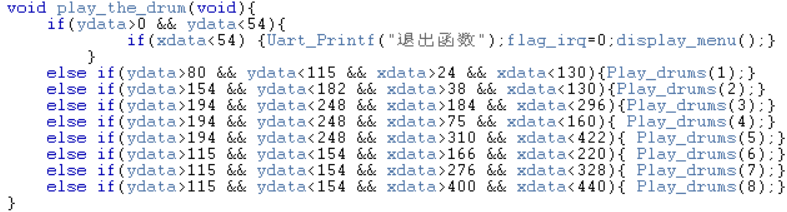 void play_the_drum(void){
if(ydata>0 && ydata<54){
if(xdata<54) {Uart_Printf("退出函数");flag_irq=0;display_menu();}
}
else if(ydata>80 && ydata<115 && xdata>24 && xdata<130){Play_drums(1);}
else if(ydata>154 && ydata<182 && xdata>38 && xdata<130){Play_drums(2);}
else if(ydata>194 && ydata<248 && xdata>184 && xdata<296){Play_drums(3);}
else if(ydata>194 && ydata<248 && xdata>75 && xdata<160){ Play_drums(4);}
else if(ydata>194 && ydata<248 && xdata>310 && xdata<422){ Play_drums(5);}
else if(ydata>115 && ydata<154 && xdata>166 && xdata<220){ Play_drums(6);}
else if(ydata>115 && ydata<154 && xdata>276 && xdata<328){ Play_drums(7);}
else if(ydata>115 && ydata<154 && xdata>400 && xdata<440){ Play_drums(8);}
}